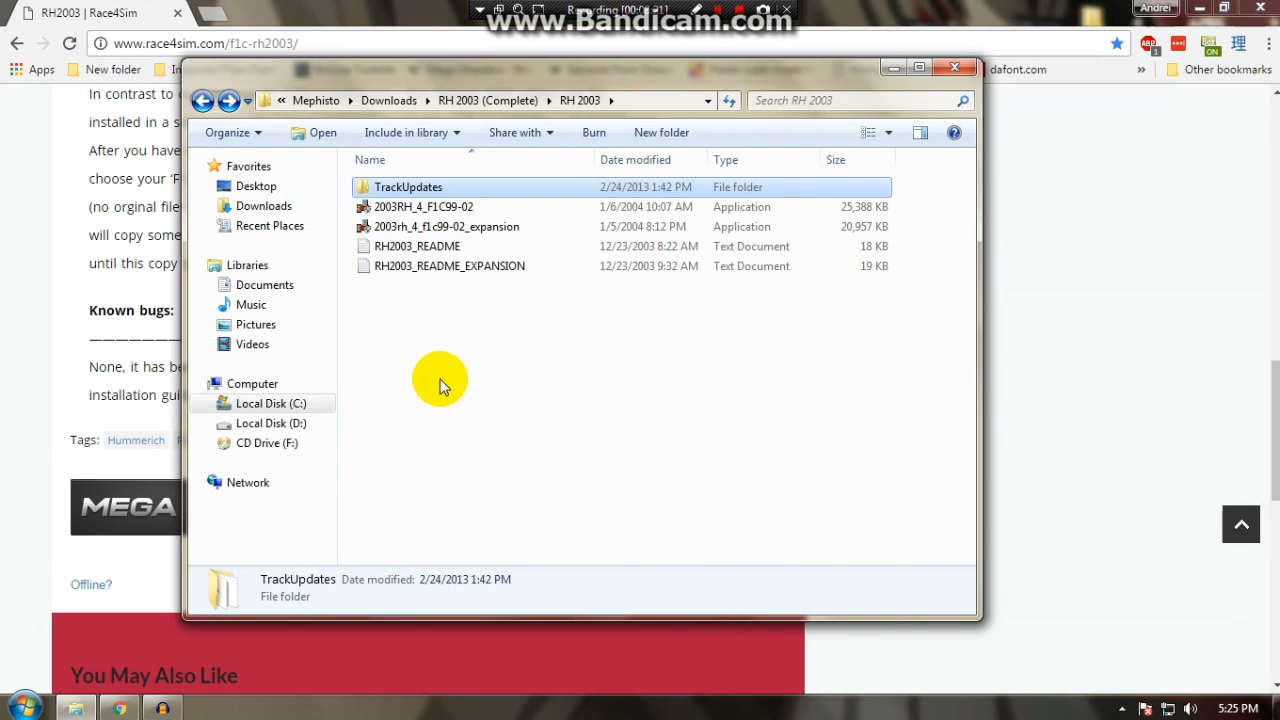 RH2003 | Race4Sim
Recording
www.Bandicam.com
Andrei
www.race4sim.com/f1c-rh2003/
Apps
New folder
dafont.com
Other bookmarks
Mephisto
Downloads
RH 2003 (Complete)
RH 2003
Search RH 2003
Organize
Open
Include in library
Share with
Burn
New folder
Name
Date modified
Type
Size
Favorites
Desktop
Downloads
Recent Places
Libraries
Documents
Music
Pictures
Videos
Computer
Local Disk (C:)
Local Disk (D:)
CD Drive (F:)
Network
TrackUpdates 2/24/2013 1:42 PM File folder
2003RH_4_F1C99-02 1/6/2004 10:07 AM Application 25,388 KB
2003rh_4_f1c99-02_expansion 1/5/2004 8:12 PM Application 20,957 KB
RH2003_README 12/23/2003 8:22 AM Text Document 18 KB
RH2003_README_EXPANSION 12/23/2003 9:32 AM Text Document 19 KB
TrackUpdates Date modified: 2/24/2013 1:42 PM
File folder
In contrast to
installed in a
After you have
choose your
(no orginal
will copy some
until this copy
Known bugs:
——————————
None, it has
installation
Tags: Hummerich
MEGA
Offline?
You May Also Like
5:25 PM